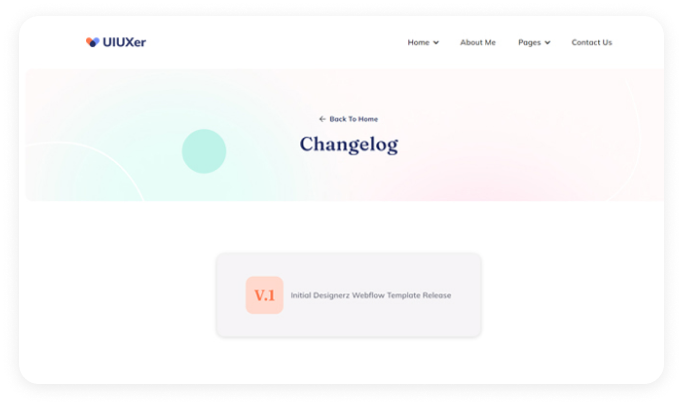 UIUXer
Home
About Me
Pages
Contact Us
Back To Home
Changelog
V.1
Initial Designerz Webflow Template Release